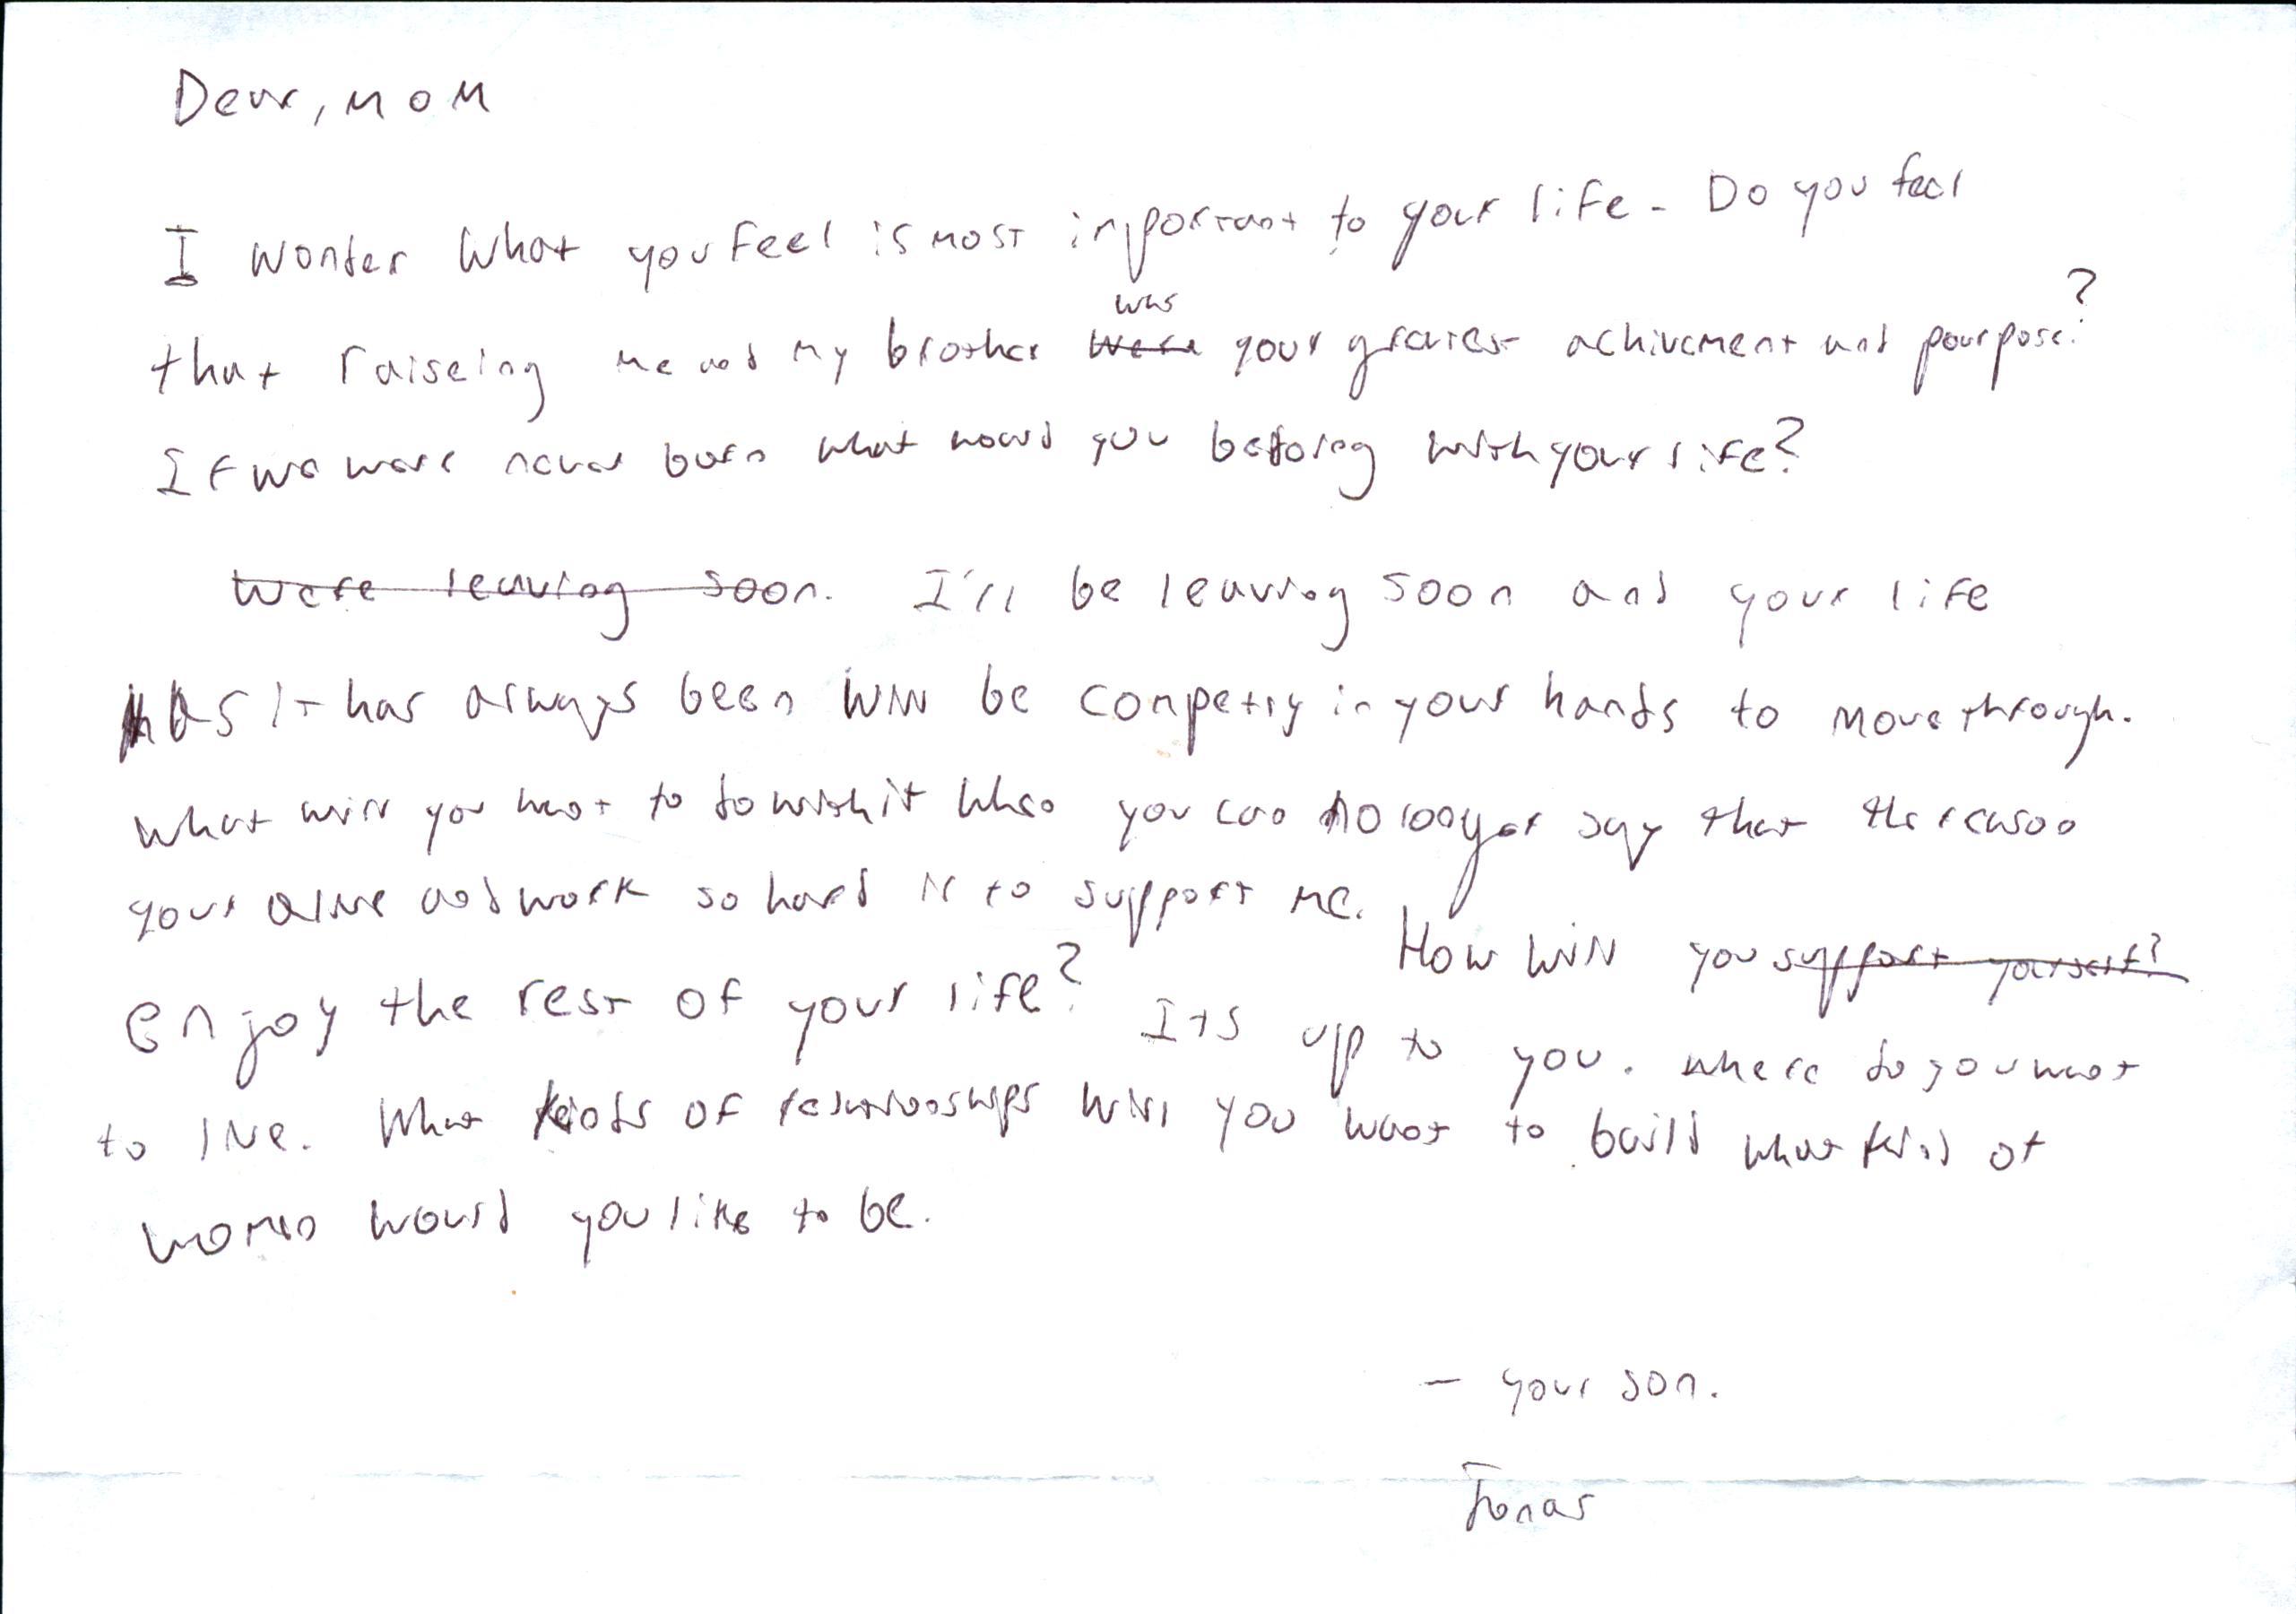 Dear, MOM
I wonder what you feel is most inportant to your life. Do you feel
that raiseing me and my brother was were your greatest achivement and pourpose?
If we were never born what would you be doing with your life?
Were leaving soon. I'll be leaving soon and your life
as it has always been will be compettly in your hands to move through.
what will you want to do with it when you can no longer say that the reason
your alive and work so hard is to support me. How will you support yourself?
enjoy the rest of your life? Its up to you. where do you want
to live. What kinds of relationships will you want to build what kind of
women would you like to be.
– your son.
Jonas